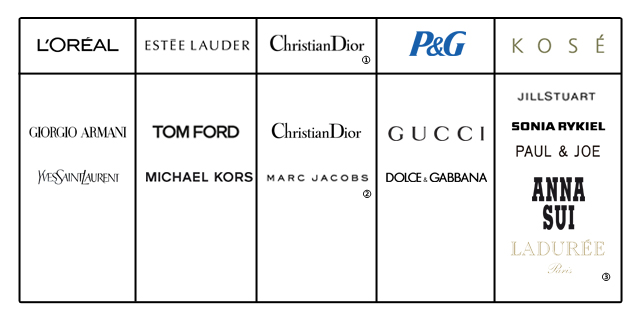 L'ORÉAL
ESTĒE LAUDER
ChristianDior
①
P&G
KOSÉ
GIORGIO ARMANI
YVESSAINTLAURENT
TOM FORD
MICHAEL KORS
ChristianDior
MARC JACOBS
②
GUCCI
DOLCE & GABBANA
JILLSTUART
SONIA RYKIEL
PAUL & JOE
ANNA
SUI
LADURÉE
Paris
③